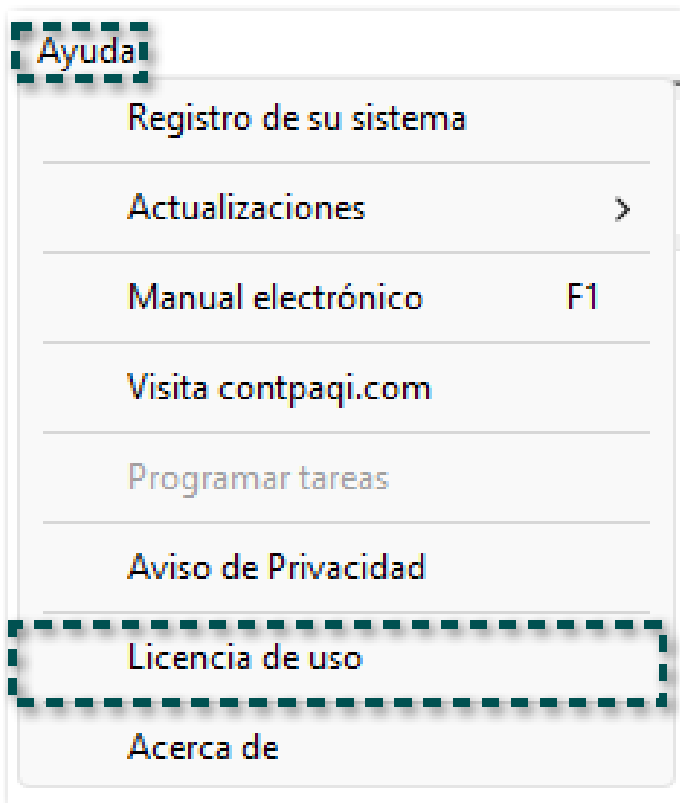 Ayuda
Registro de su sistema
Actualizaciones
Manual electrónico F1
Visita contpaqi.com
Programar tareas
Aviso de Privacidad
Licencia de uso
Acerca de